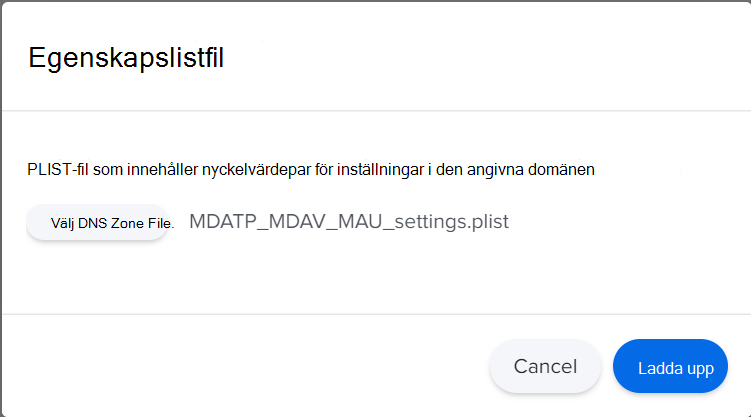 Egenskapslistfil
PLIST-fil som innehåller nyckelvärdepar för inställningar i den angivna domänen
Välj DNS Zone File. MDATP_MDAV_MAU_settings.plist
Cancel Ladda upp